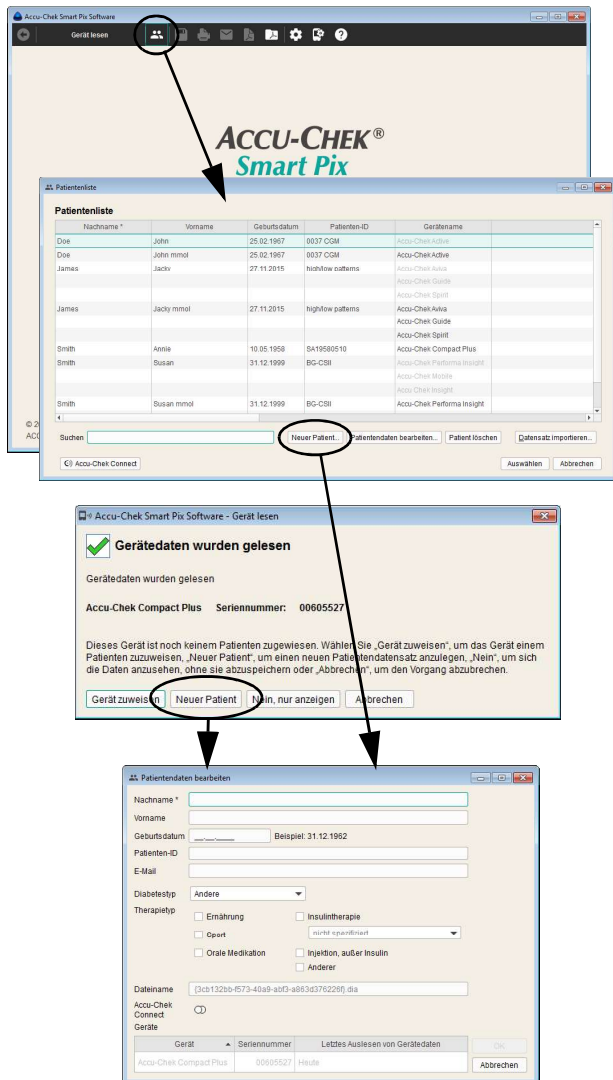 Accu-Chek Smart Pix Software
Gerät lesen
ACCU-CHEK®
Smart Pix
Patientenliste
Patientenliste
Nachname * Vorname Geburtsdatum Patienten-ID Gerätename
Doe John 25.02.1967 0037 CGM Accu-Chek Active
Doe John mmol 25.02.1967 0037 CGM Accu-Chek Active
James Jacky 27.11.2015 high/low patterns Accu-Chek Aviva
Accu-Chek Guide
Accu-Chek Spirit
James Jacky mmol 27.11.2015 high/low patterns Accu-Chek Aviva
Accu-Chek Guide
Accu-Chek Spirit
Smith Annie 10.05.1958 SA19580510 Accu-Chek Compact Plus
Smith Susan 31.12.1999 BG-CSII Accu-Chek Performa Insight
Accu-Chek Mobile
Accu-Chek Insight
Smith Susan mmol 31.12.1999 BG-CSII Accu-Chek Performa Insight
© 2
ACC
Suchen Neuer Patient... Patientendaten bearbeiten... Patient löschen Datensatz importieren...
Accu-Chek Connect Auswählen Abbrechen
Accu-Chek Smart Pix Software - Gerät lesen
Gerätedaten wurden gelesen
Gerätedaten wurden gelesen
Accu-Chek Compact Plus Seriennummer: 00605527
Dieses Gerät ist noch keinem Patienten zugewiesen. Wählen Sie „Gerät zuweisen“, um das Gerät einem
Patienten zuzuweisen, „Neuer Patient“, um einen neuen Patientendatensatz anzulegen, „Nein“, um sich
die Daten anzusehen, ohne sie abzuspeichern oder „Abbrechen“, um den Vorgang abzubrechen.
Gerät zuweisen Neuer Patient Nein, nur anzeigen Abbrechen
Patientendaten bearbeiten
Nachname *
Vorname
Geburtsdatum __.__.____ Beispiel: 31.12.1962
Patienten-ID
E-Mail
Diabetestyp Andere
Therapietyp
Ernährung Insulintherapie
Sport nicht spezifiziert
Orale Medikation Injektion, außer Insulin
Anderer
Dateiname {3cb132bb-f573-40a9-abf3-a863d376226f}.dia
Accu-Chek
Connect
Geräte
Gerät Seriennummer Letztes Auslesen von Gerätedaten OK
Accu-Chek Compact Plus 00605527 Heute Abbrechen